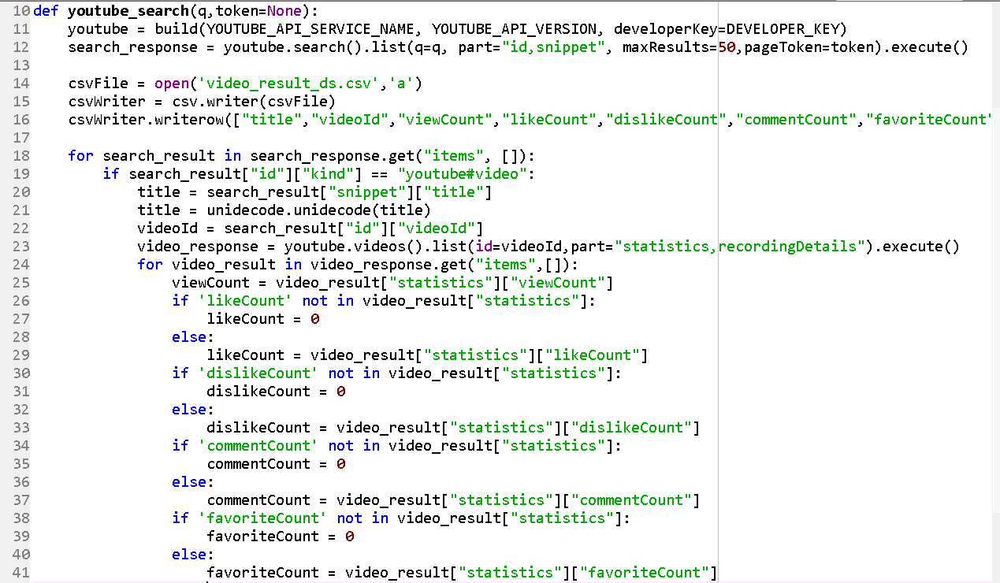 10 def youtube_search(q,token=None):
11     youtube = build(YOUTUBE_API_SERVICE_NAME, YOUTUBE_API_VERSION, developerKey=DEVELOPER_KEY)
12     search_response = youtube.search().list(q=q, part="id,snippet", maxResults=50,pageToken=token).execute()
13
14     csvFile = open('video_result_ds.csv','a')
15     csvWriter = csv.writer(csvFile)
16     csvWriter.writerow(["title","videoId","viewCount","likeCount","dislikeCount","commentCount","favoriteCount"
17
18     for search_result in search_response.get("items", []):
19         if search_result["id"]["kind"] == "youtube#video":
20             title = search_result["snippet"]["title"]
21             title = unidecode.unidecode(title)
22             videoId = search_result["id"]["videoId"]
23             video_response = youtube.videos().list(id=videoId,part="statistics,recordingDetails").execute()
24             for video_result in video_response.get("items",[]):
25                 viewCount = video_result["statistics"]["viewCount"]
26                 if 'likeCount' not in video_result["statistics"]:
27                     likeCount = 0
28                 else:
29                     likeCount = video_result["statistics"]["likeCount"]
30                 if 'dislikeCount' not in video_result["statistics"]:
31                     dislikeCount = 0
32                 else:
33                     dislikeCount = video_result["statistics"]["dislikeCount"]
34                 if 'commentCount' not in video_result["statistics"]:
35                     commentCount = 0
36                 else:
37                     commentCount = video_result["statistics"]["commentCount"]
38                 if 'favoriteCount' not in video_result["statistics"]:
39                     favoriteCount = 0
40                 else:
41                     favoriteCount = video_result["statistics"]["favoriteCount"]